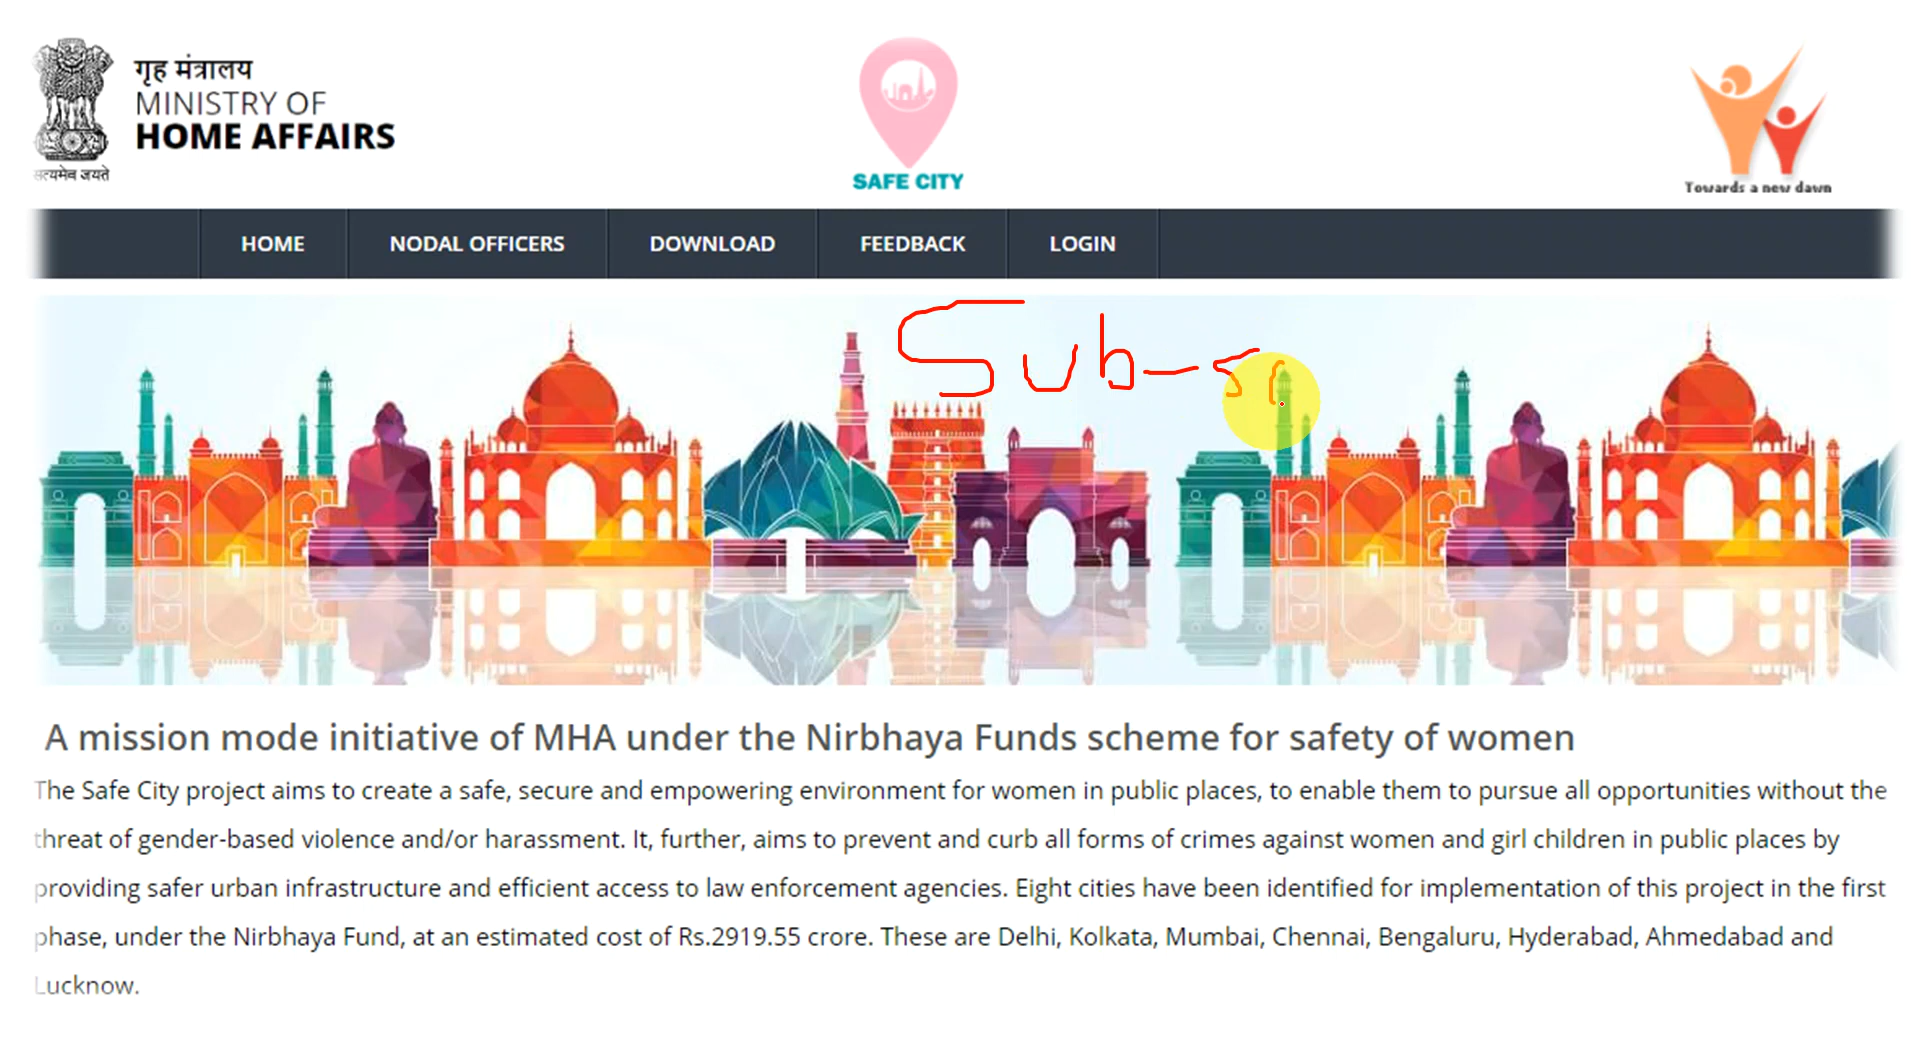 गृह मंत्रालय
MINISTRY OF
HOME AFFAIRS
सत्यमेव जयते
SAFE CITY
Towards a new dawn
HOME NODAL OFFICERS DOWNLOAD FEEDBACK LOGIN
Sub-
A mission mode initiative of MHA under the Nirbhaya Funds scheme for safety of women
The Safe City project aims to create a safe, secure and empowering environment for women in public places, to enable them to pursue all opportunities without the
threat of gender-based violence and/or harassment. It, further, aims to prevent and curb all forms of crimes against women and girl children in public places by
providing safer urban infrastructure and efficient access to law enforcement agencies. Eight cities have been identified for implementation of this project in the first
phase, under the Nirbhaya Fund, at an estimated cost of Rs.2919.55 crore. These are Delhi, Kolkata, Mumbai, Chennai, Bengaluru, Hyderabad, Ahmedabad and
Lucknow.